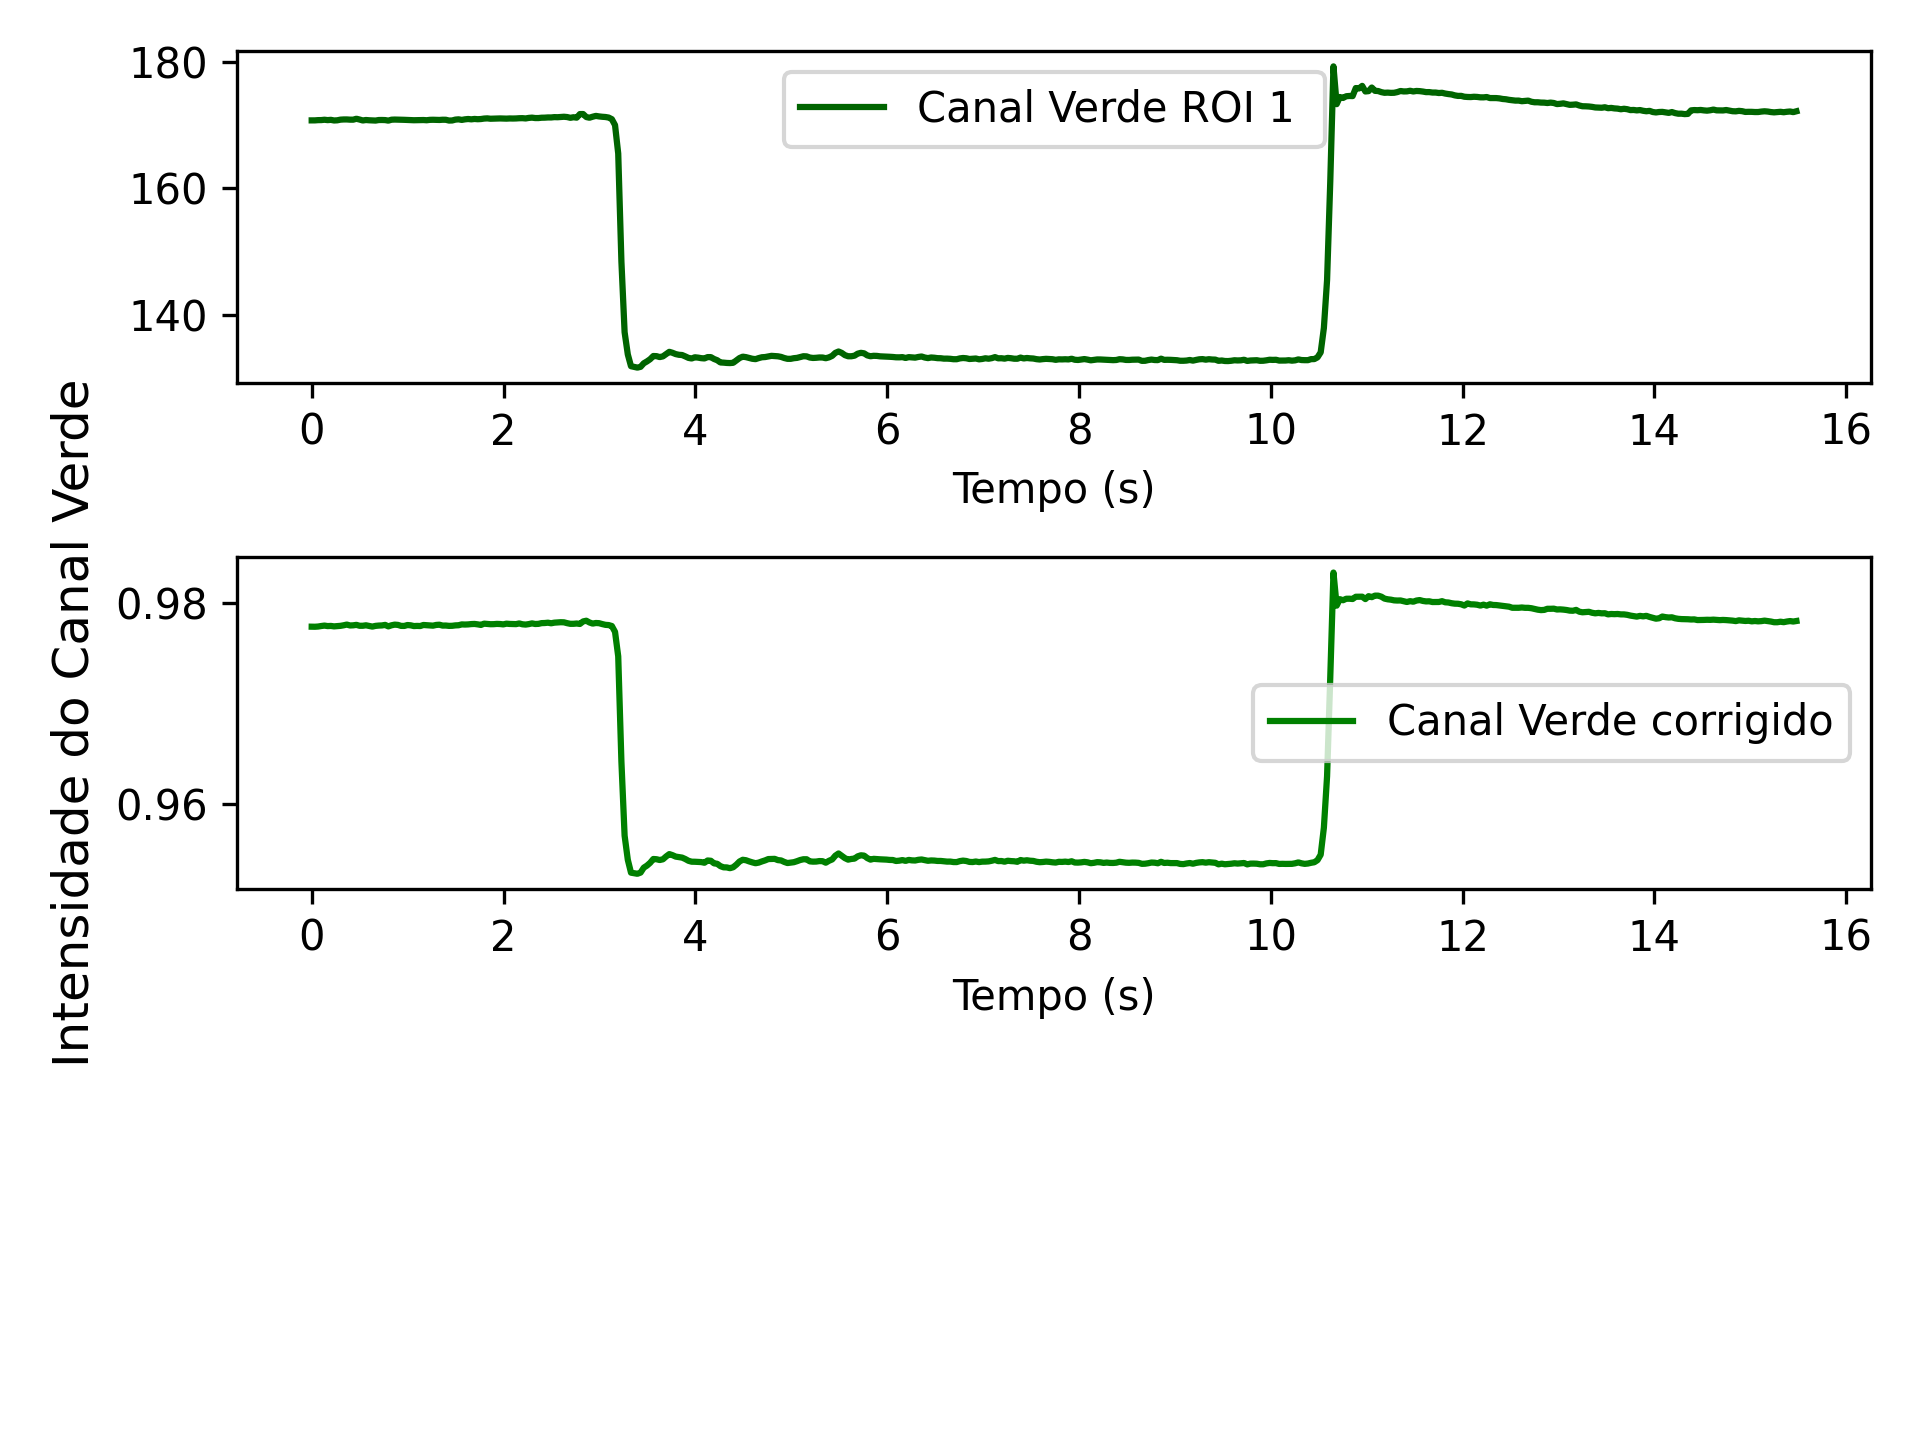 Intensidade do Canal Verde
180
160
140
Canal Verde ROI 1
0 2 4 6 8 10 12 14 16
Tempo (s)
0.98
0.96
Canal Verde corrigido
0 2 4 6 8 10 12 14 16
Tempo (s)